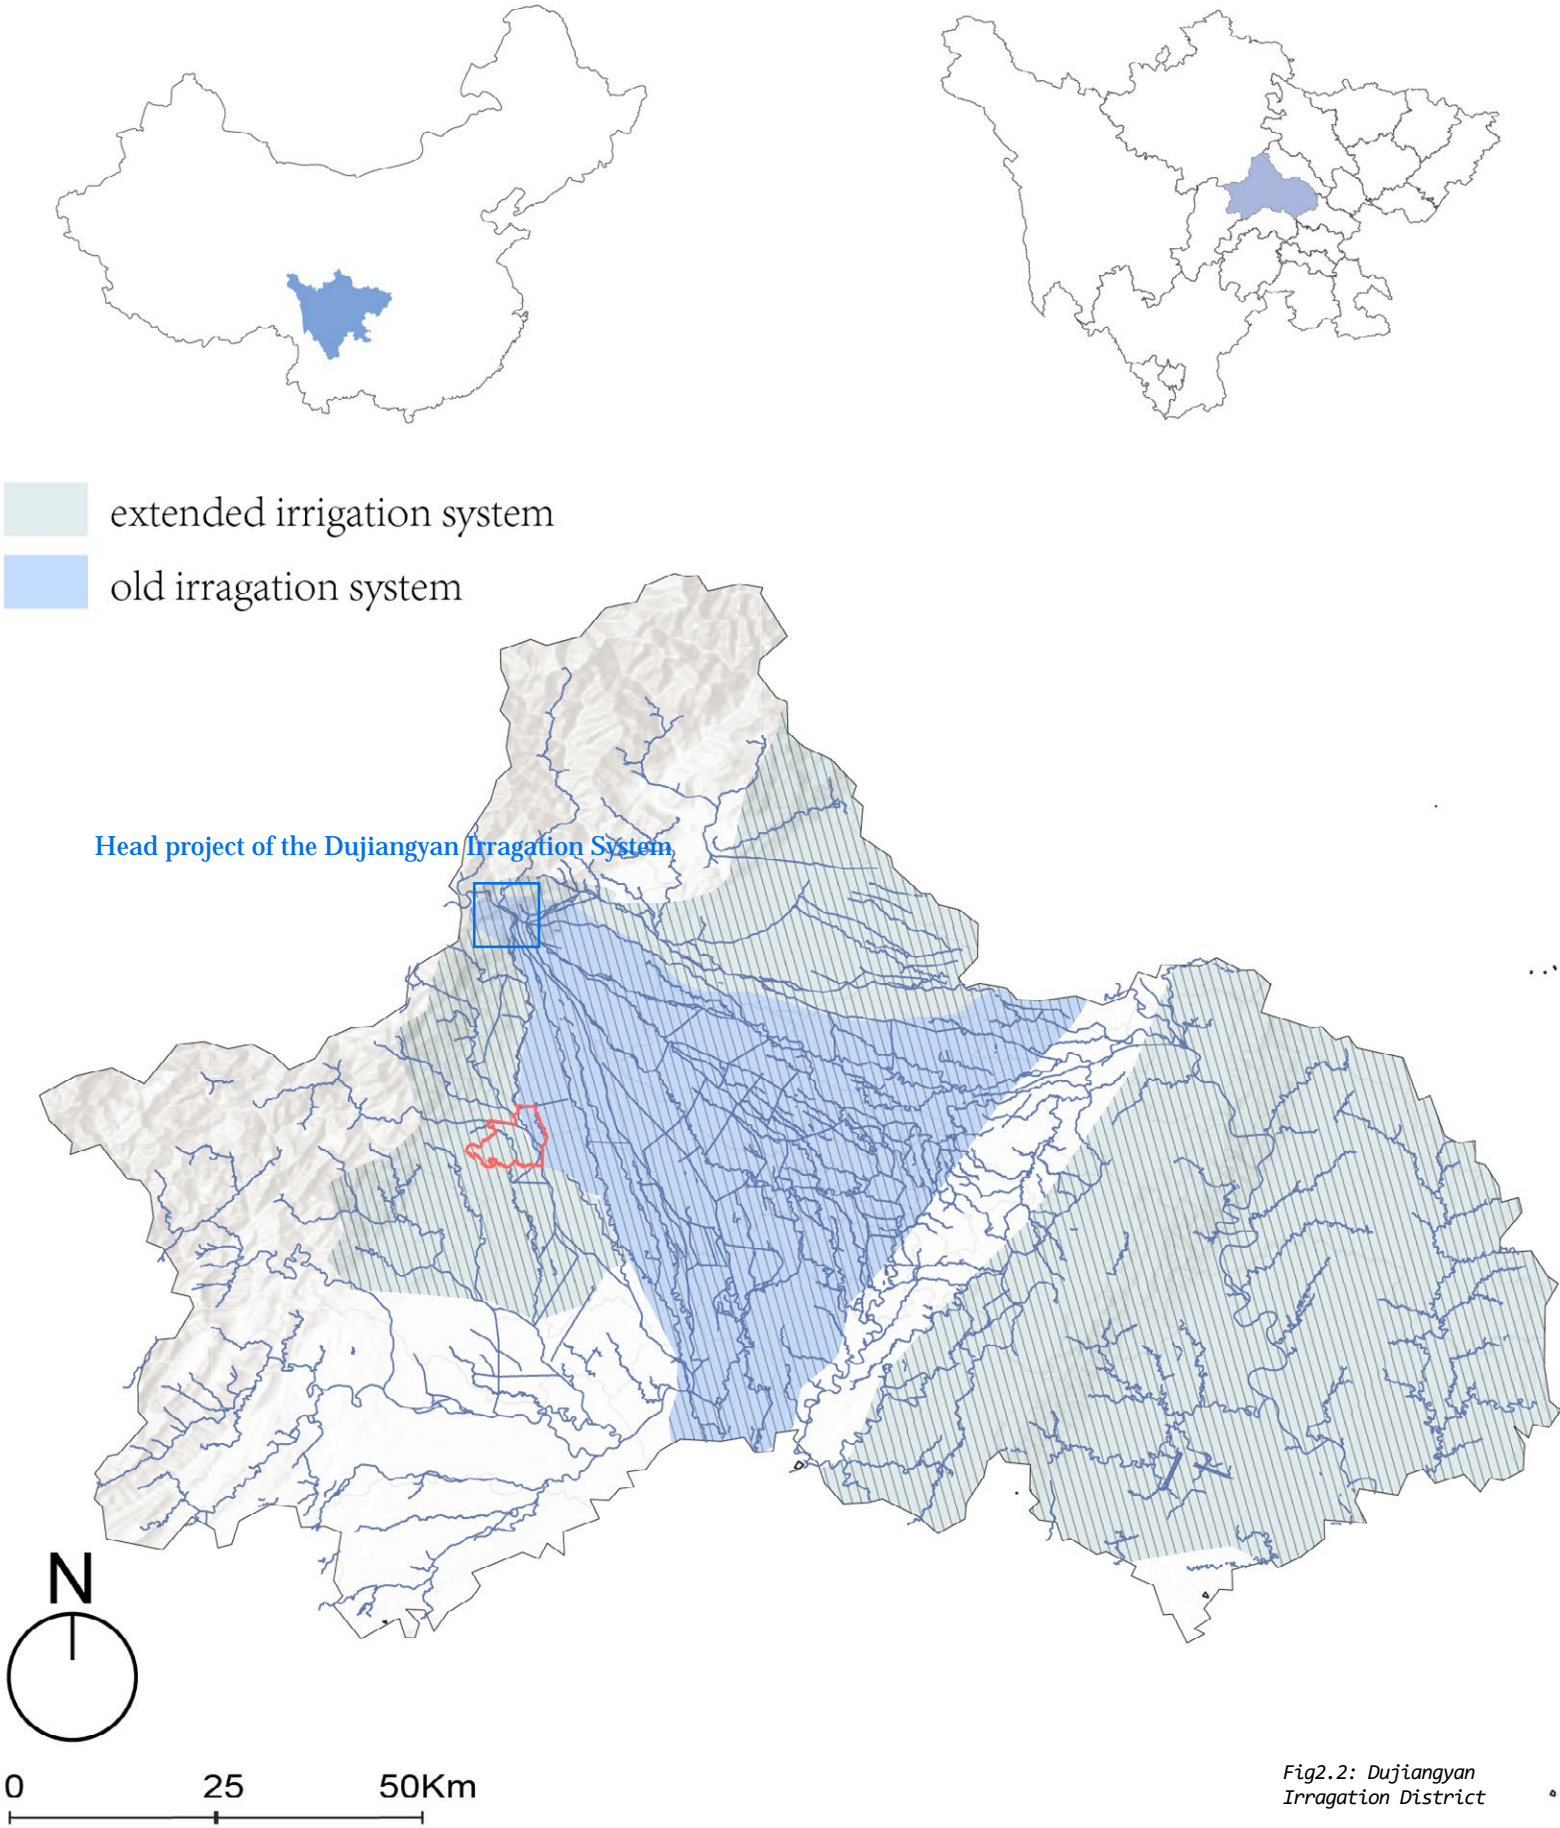 extended irrigation system
old irragation system
Head project of the Dujiangyan Irragation System
N
0 25 50Km
Fig2.2: Dujiangyan
Irragation District